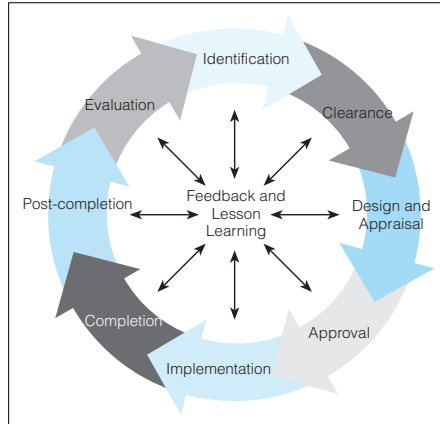 Identification
Clearance
Design and
Appraisal
Approval
Implementation
Completion
Post-completion
Evaluation
Feedback and
Lesson
Learning